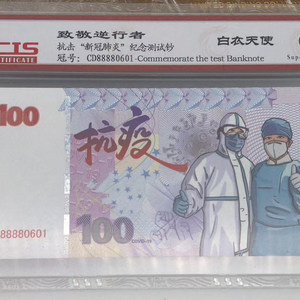 CIS
CERTIFICATE
致敬逆行者
抗击“新冠肺炎”纪念测试钞
冠号: CD88880601-Commemorate the test Banknote
白衣天使
100
抗疫
88880601
100